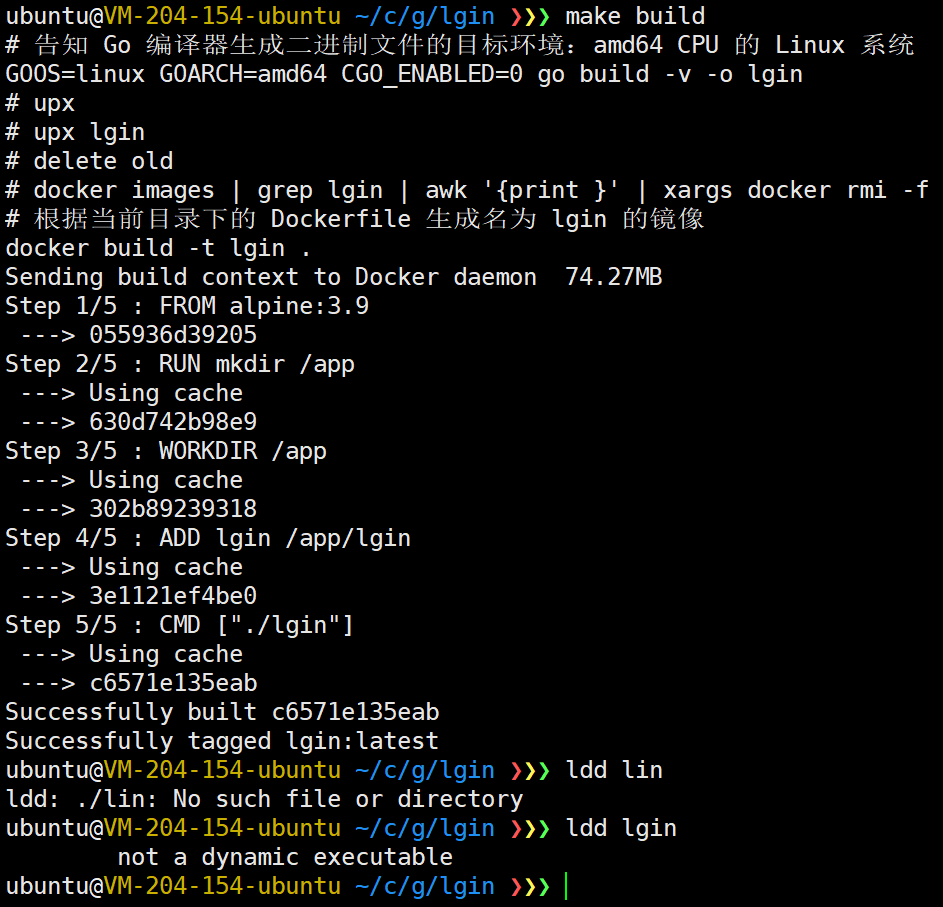 ubuntu@VM-204-154-ubuntu ~/c/g/lgin ❯❯❯ make build
# 告知 Go 编译器生成二进制文件的目标环境：amd64 CPU 的 Linux 系统
GOOS=linux GOARCH=amd64 CGO_ENABLED=0 go build -v -o lgin
# upx
# upx lgin
# delete old
# docker images | grep lgin | awk '{print }' | xargs docker rmi -f
# 根据当前目录下的 Dockerfile 生成名为 lgin 的镜像
docker build -t lgin .
Sending build context to Docker daemon  74.27MB
Step 1/5 : FROM alpine:3.9
 ---> 055936d39205
Step 2/5 : RUN mkdir /app
 ---> Using cache
 ---> 630d742b98e9
Step 3/5 : WORKDIR /app
 ---> Using cache
 ---> 302b89239318
Step 4/5 : ADD lgin /app/lgin
 ---> Using cache
 ---> 3e1121ef4be0
Step 5/5 : CMD ["./lgin"]
 ---> Using cache
 ---> c6571e135eab
Successfully built c6571e135eab
Successfully tagged lgin:latest
ubuntu@VM-204-154-ubuntu ~/c/g/lgin ❯❯❯ ldd lin
ldd: ./lin: No such file or directory
ubuntu@VM-204-154-ubuntu ~/c/g/lgin ❯❯❯ ldd lgin
        not a dynamic executable
ubuntu@VM-204-154-ubuntu ~/c/g/lgin ❯❯❯